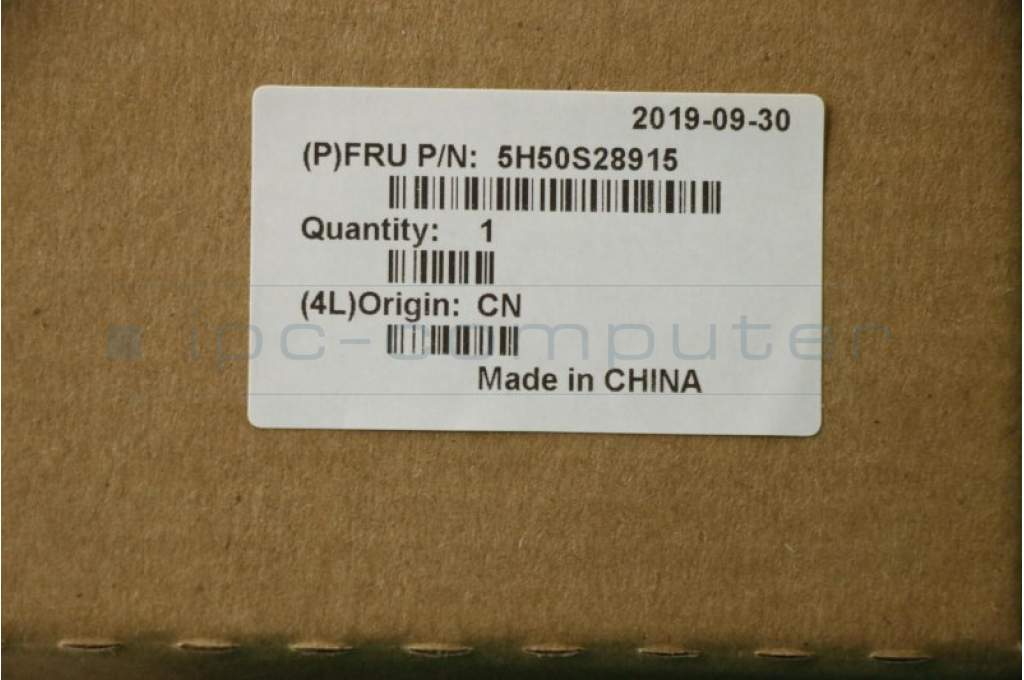 2019-09-30
(P)FRU P/N: 5H50S28915
Quantity: 1
(4L)Origin: CN
ipc-computer
Made in CHINA